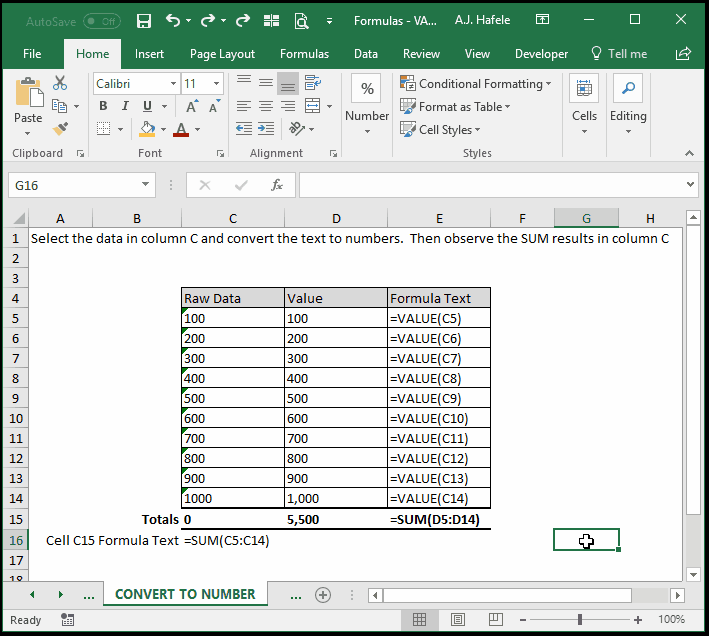 AutoSave Off Formulas - VA... A.J. Hafele
File Home Insert Page Layout Formulas Data Review View Developer Tell me
Calibri 11 % Conditional Formatting
Paste B I U A A Number Format as Table Cells Editing
A Cell Styles
Clipboard Font Alignment Styles
G16 fx
A B C D E F G H
1 Select the data in column C and convert the text to numbers. Then observe the SUM results in column C
2
3
4 Raw Data Value Formula Text
5 100 100 =VALUE(C5)
6 200 200 =VALUE(C6)
7 300 300 =VALUE(C7)
8 400 400 =VALUE(C8)
9 500 500 =VALUE(C9)
10 600 600 =VALUE(C10)
11 700 700 =VALUE(C11)
12 800 800 =VALUE(C12)
13 900 900 =VALUE(C13)
14 1000 1,000 =VALUE(C14)
15 Totals 0 5,500 =SUM(D5:D14)
16 Cell C15 Formula Text =SUM(C5:C14)
17
18
... CONVERT TO NUMBER ...
Ready 100%